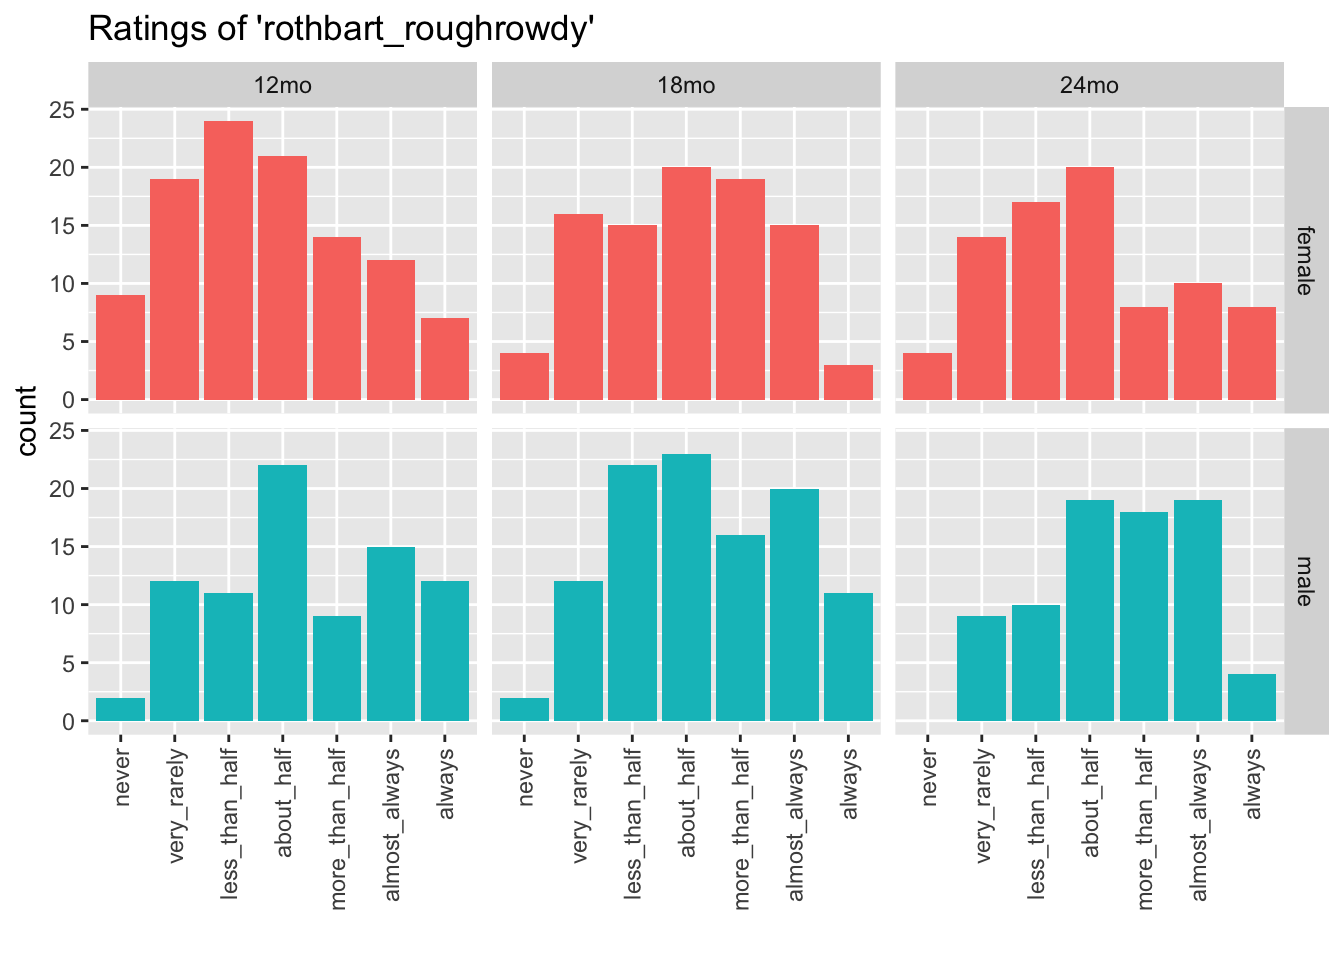 Ratings of 'rothbart_roughrowdy'
12mo
18mo
24mo
25
20
15
10
5
0
female
count
25
20
15
10
5
0
male
never
very_rarely
less_than_half
about_half
more_than_half
almost_always
always
never
very_rarely
less_than_half
about_half
more_than_half
almost_always
always
never
very_rarely
less_than_half
about_half
more_than_half
almost_always
always